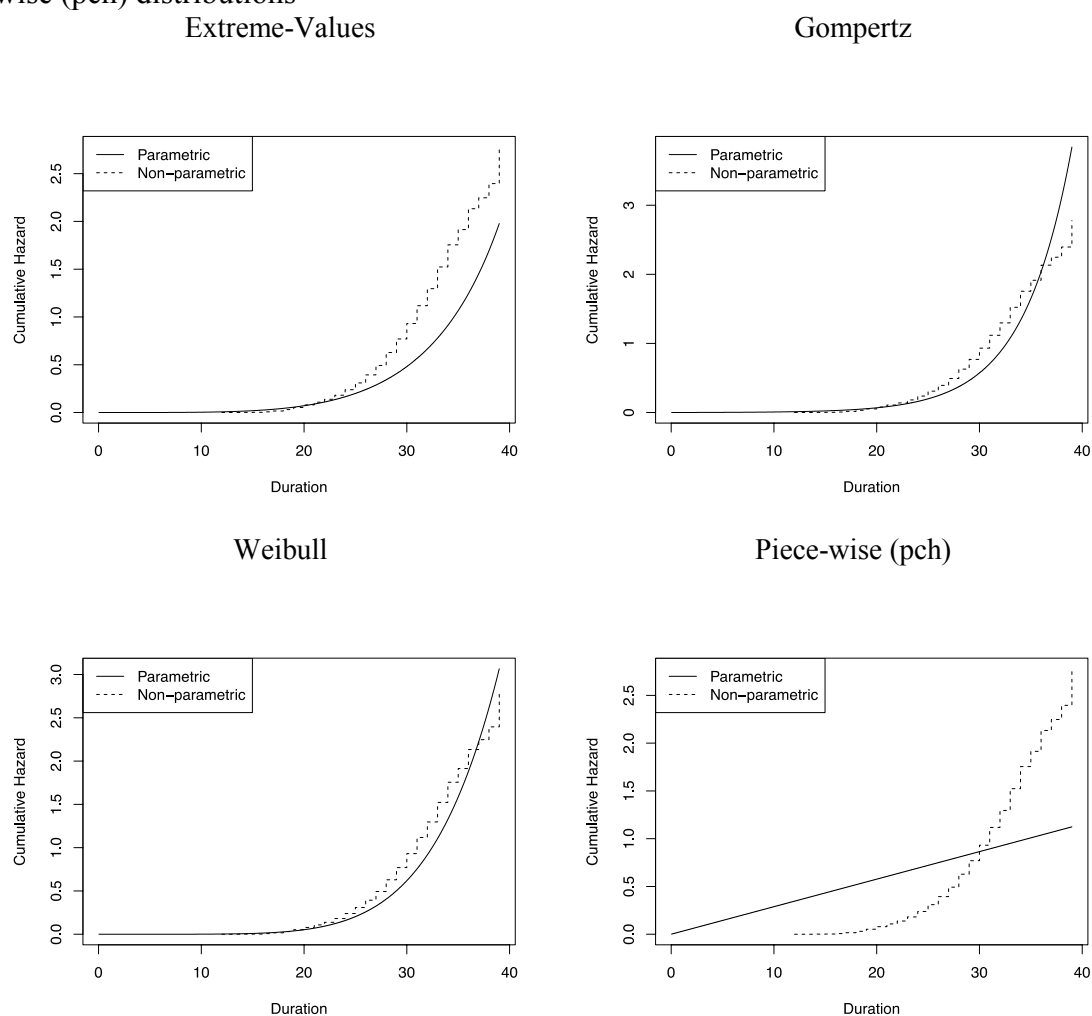 wise (pch) distributions
Extreme-Values
Parametric
Non-parametric
Cumulative Hazard
0.0 0.5 1.0 1.5 2.0 2.5
0 10 20 30 40
Duration
Gompertz
Parametric
Non-parametric
Cumulative Hazard
0 1 2 3
0 10 20 30 40
Duration
Weibull
Parametric
Non-parametric
Cumulative Hazard
0.0 0.5 1.0 1.5 2.0 2.5 3.0
0 10 20 30 40
Duration
Piece-wise (pch)
Parametric
Non-parametric
Cumulative Hazard
0.0 0.5 1.0 1.5 2.0 2.5
0 10 20 30 40
Duration